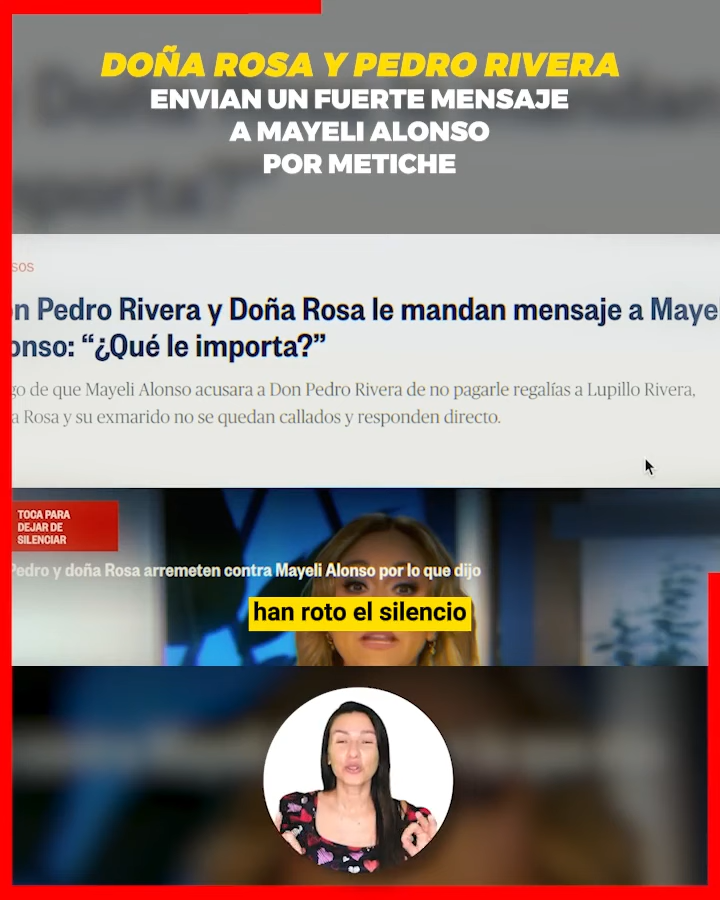 DOÑA ROSA Y PEDRO RIVERA
ENVIAN UN FUERTE MENSAJE
A MAYELI ALONSO
POR METICHE
sos
n Pedro Rivera y Doña Rosa le mandan mensaje a Maye
onso: “¿Qué le importa?”
go de que Mayeli Alonso acusara a Don Pedro Rivera de no pagarle regalías a Lupillo Rivera,
a Rosa y su exmarido no se quedan callados y responden directo.
TOCA PARA
DEJAR DE
SILENCIAR
Pedro y doña Rosa arremeten contra Mayeli Alonso por lo que dijo
han roto el silencio